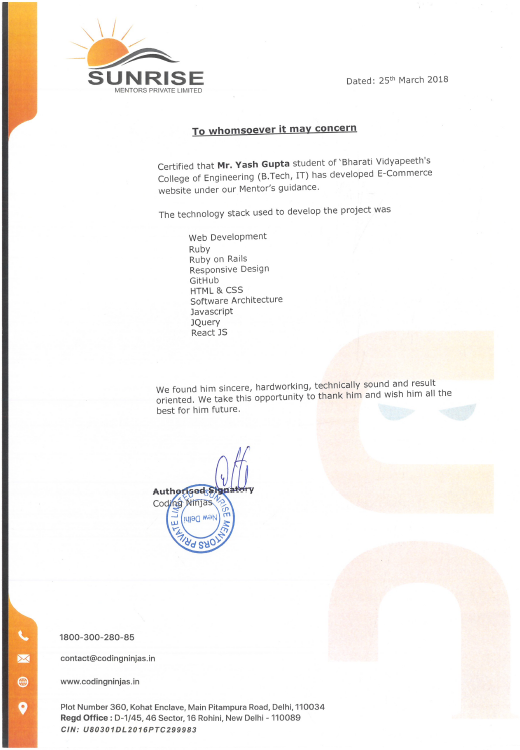 SUNRISE
MENTORS PRIVATE LIMITED
Dated: 25th March 2018
To whomsoever it may concern
Certified that Mr. Yash Gupta student of 'Bharati Vidyapeeth's
College of Engineering (B.Tech, IT) has developed E-Commerce
website under our Mentor's guidance.
The technology stack used to develop the project was
Web Development
Ruby
Ruby on Rails
Responsive Design
GitHub
HTML & CSS
Software Architecture
Javascript
JQuery
React JS
We found him sincere, hardworking, technically sound and result
oriented. We take this opportunity to thank him and wish him all the
best for him future.
Authorised Signatory
Coding Ninjas
SUNRISE MENTORS PRIVATE LIMITED
New Delhi
1800-300-280-85
contact@codingninjas.in
www.codingninjas.in
Plot Number 360, Kohat Enclave, Main Pitampura Road, Delhi, 110034
Regd Office : D-1/45, 46 Sector, 16 Rohini, New Delhi - 110089
CIN: U80301DL2016PTC299983